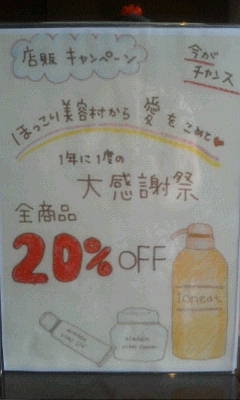 店販 キャンペーン
今が
チャンス
ほっこり美容村から 愛をこめて♥
1年に1度の
大感謝祭
全商品
20% OFF